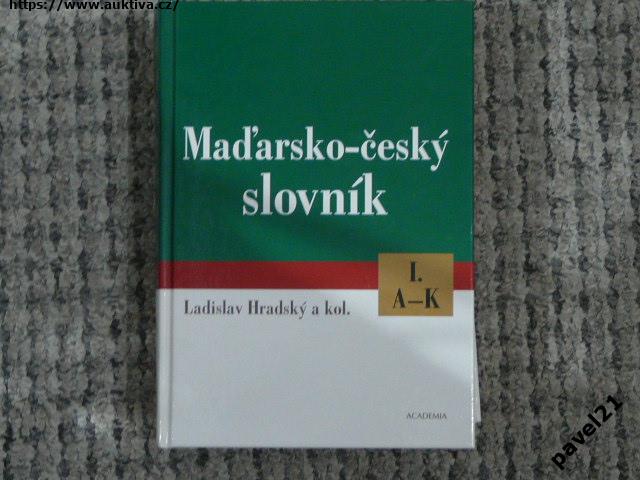 https://www.auktiva.cz/
Maďarsko-český
slovník
I.
A–K
Ladislav Hradský a kol.
ACADEMIA
pavel21